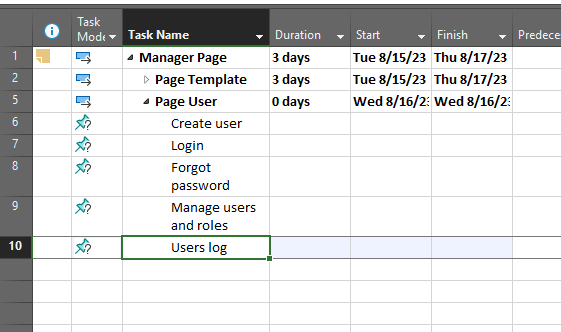 Task
Mode Task Name Duration Start Finish Predece
1 Manager Page 3 days Tue 8/15/23 Thu 8/17/23
2 Page Template 3 days Tue 8/15/23 Thu 8/17/23
5 Page User 0 days Wed 8/16/23 Wed 8/16/23
6 Create user
7 Login
8 Forgot
password
9 Manage users
and roles
10 Users log